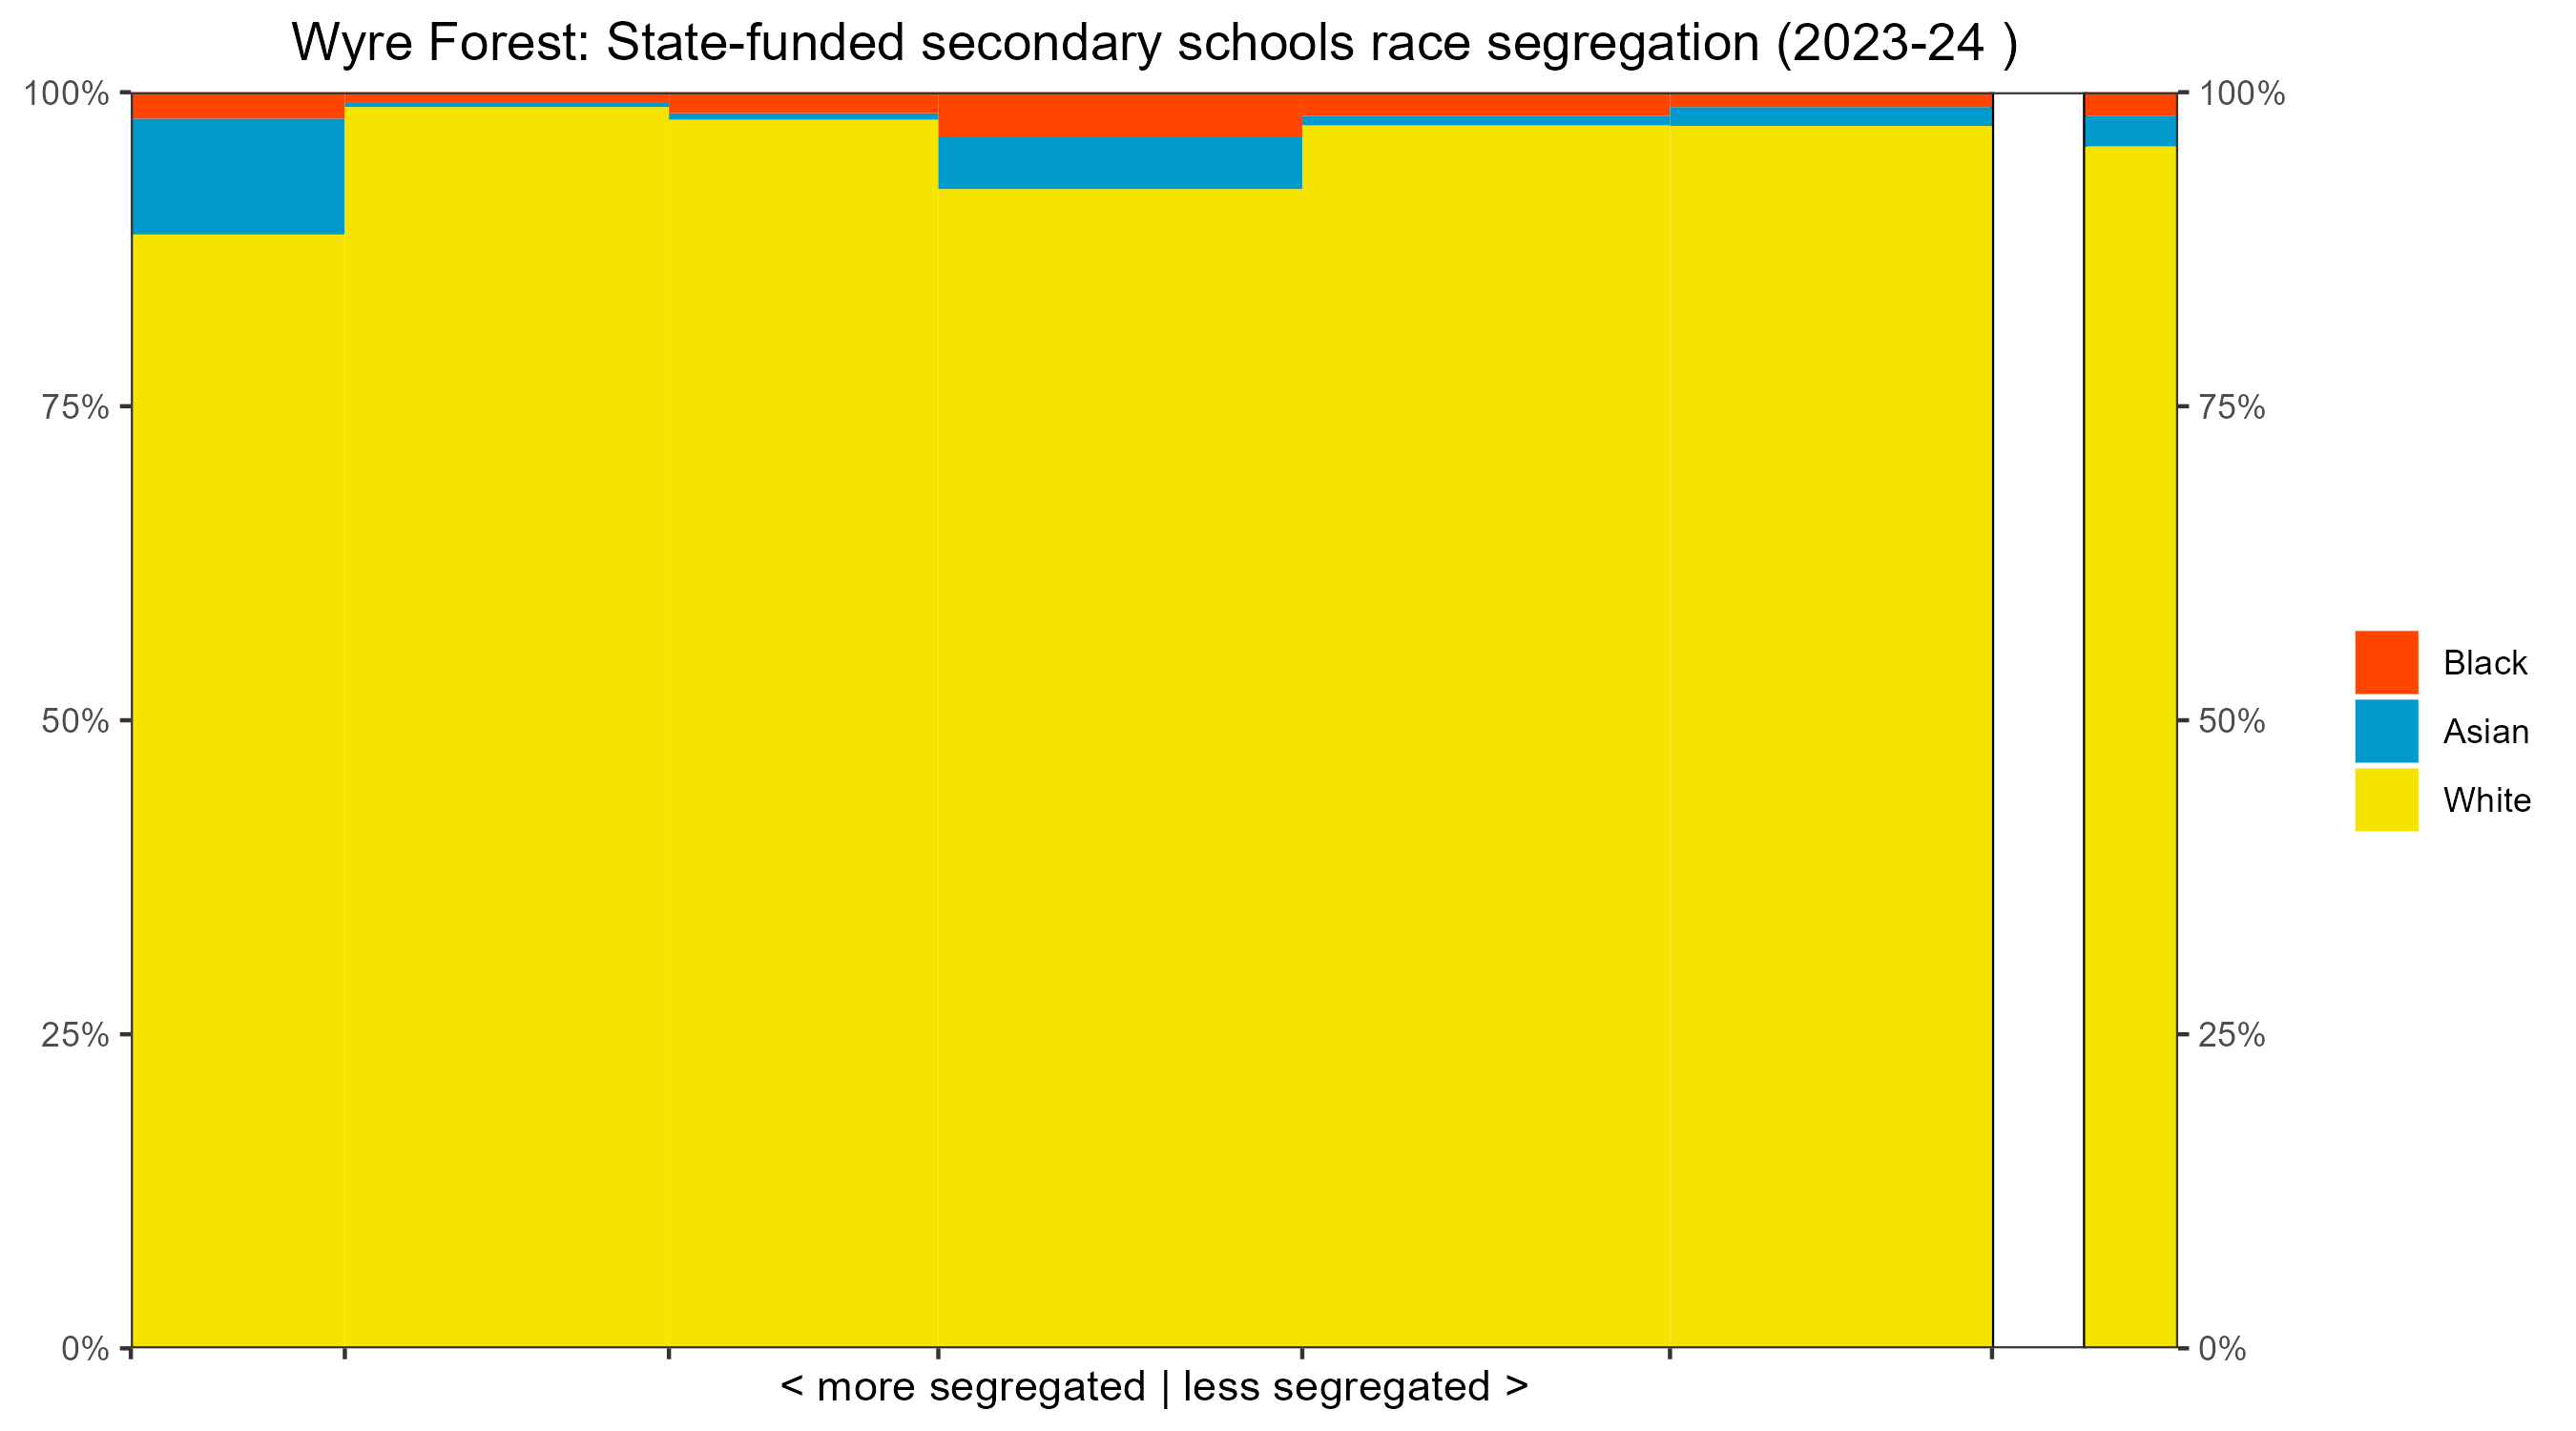 Wyre Forest: State-funded secondary schools race segregation (2023-24 )
100%
75%
50%
25%
0%
100%
75%
50%
25%
0%
Black
Asian
White
< more segregated | less segregated >